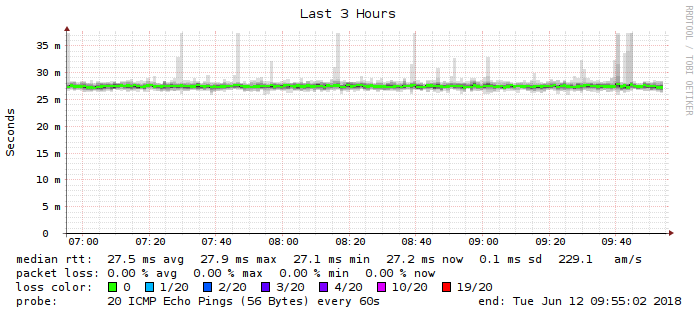 Last 3 Hours
RRDTOOL / TOBI OETIKER
Seconds
35 m
30 m
25 m
20 m
15 m
10 m
5 m
0
07:00 07:20 07:40 08:00 08:20 08:40 09:00 09:20 09:40
median rtt: 27.5 ms avg 27.9 ms max 27.1 ms min 27.2 ms now 0.1 ms sd 229.1 am/s
packet loss: 0.00 % avg 0.00 % max 0.00 % min 0.00 % now
loss color: 0 1/20 2/20 3/20 4/20 10/20 19/20
probe: 20 ICMP Echo Pings (56 Bytes) every 60s end: Tue Jun 12 09:55:02 2018